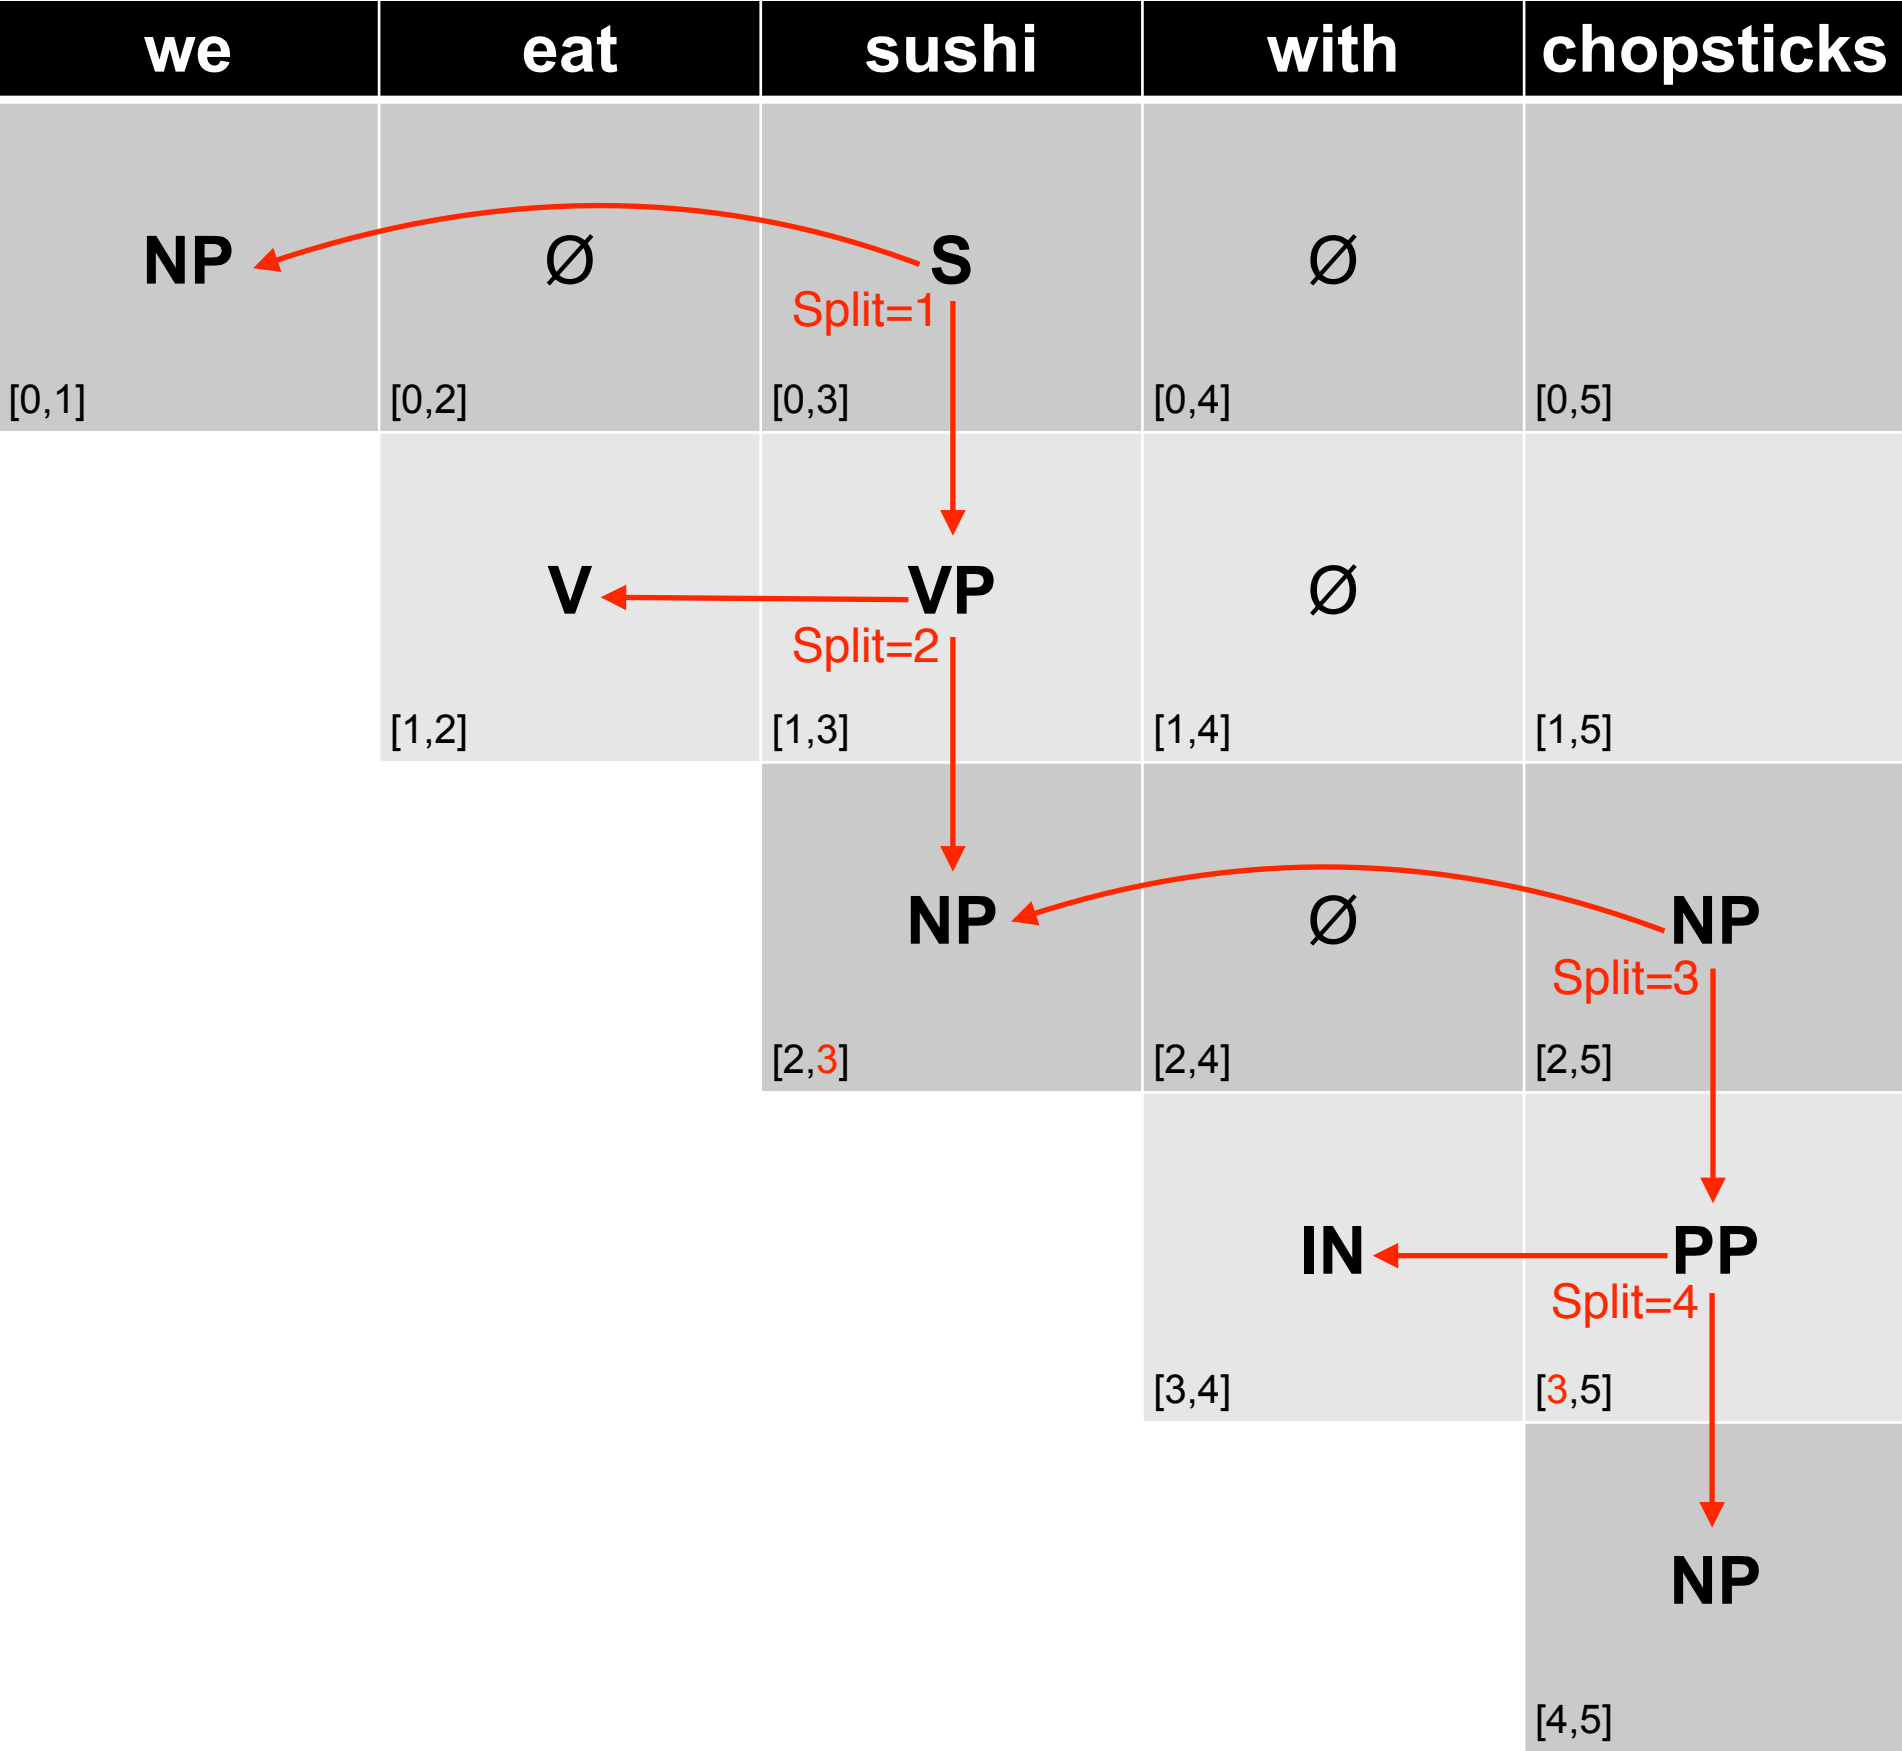 we eat sushi with chopsticks
NP Ø S Ø
Split=1
[0,1] [0,2] [0,3] [0,4] [0,5]
V VP Ø
Split=2
[1,2] [1,3] [1,4] [1,5]
NP Ø NP
Split=3
[2,3] [2,4] [2,5]
IN PP
Split=4
[3,4] [3,5]
NP
[4,5]